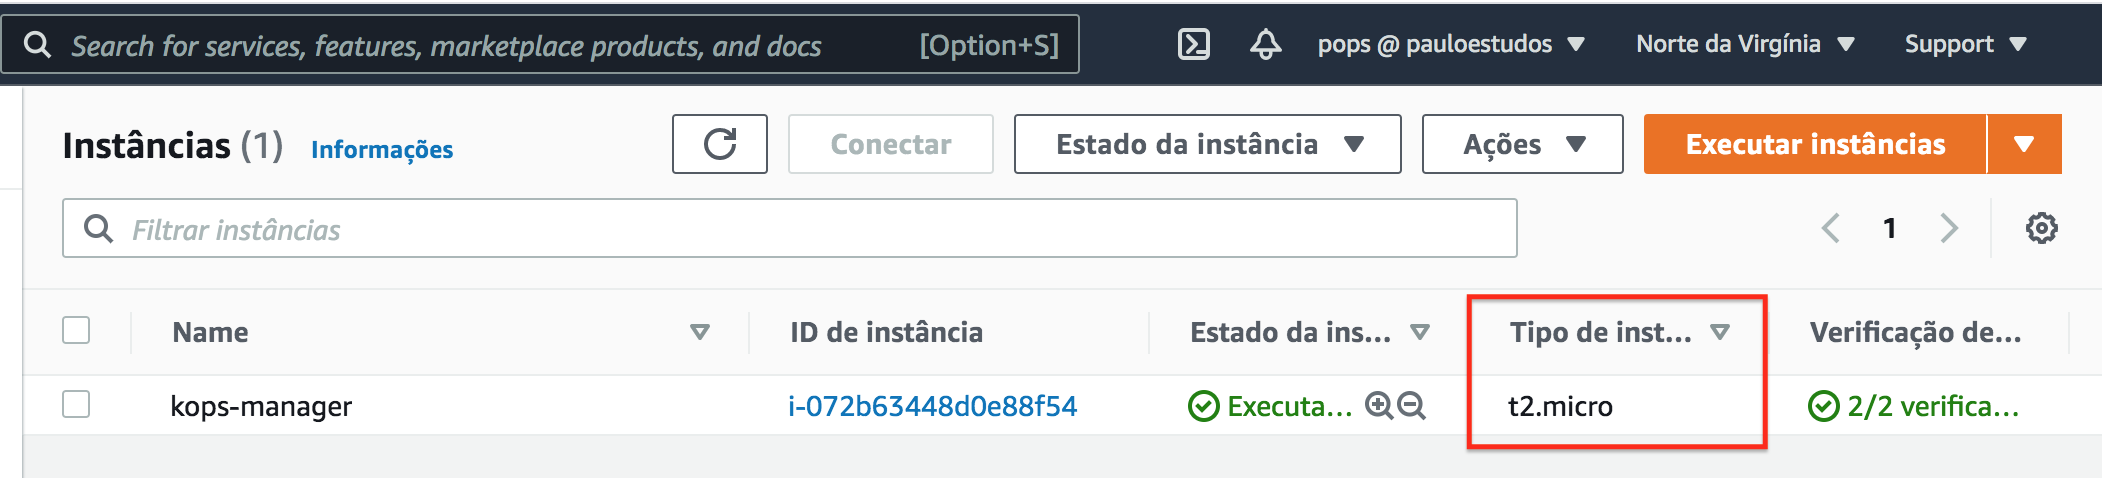 Search for services, features, marketplace products, and docs [Option+S] pops @ pauloestudos Norte da Virgínia Support
Instâncias (1) Informações Conectar Estado da instância Ações Executar instâncias
Filtrar instâncias 1
Name ID de instância Estado da ins... Tipo de inst... Verificação de...
kops-manager i-072b63448d0e88f54 Executa... t2.micro 2/2 verifica...